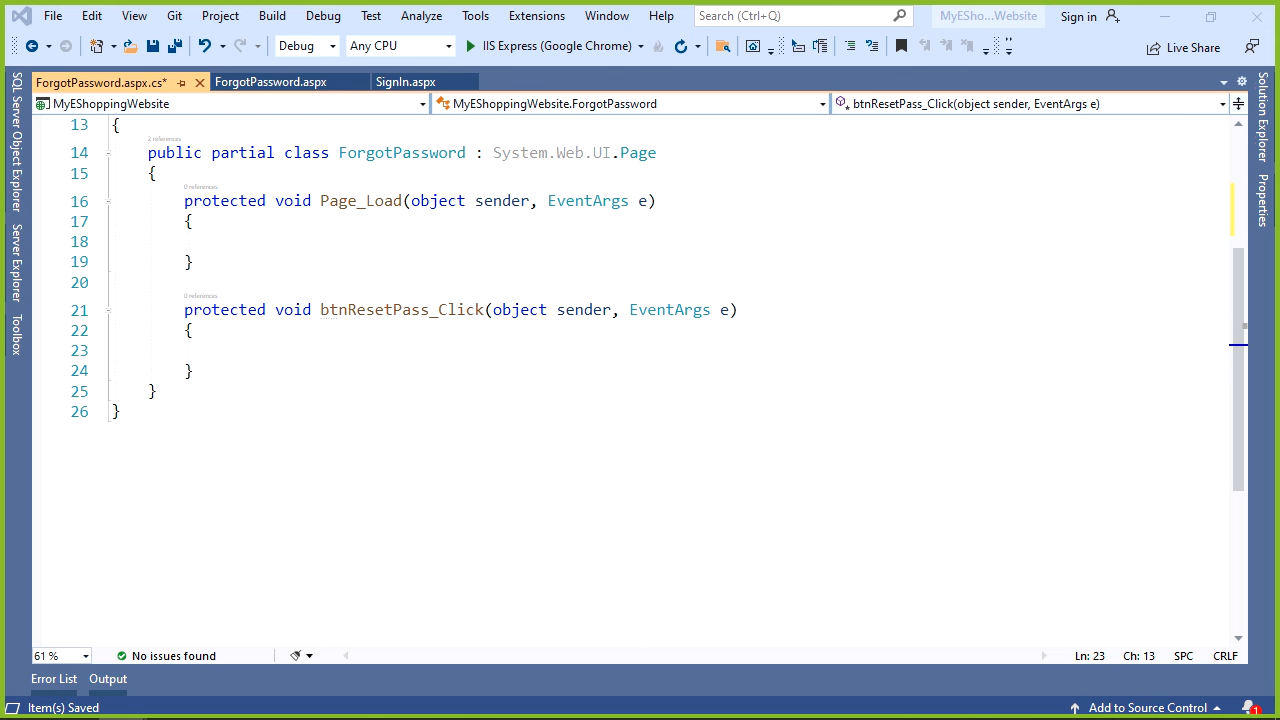 File Edit View Git Project Build Debug Test Analyze Tools Extensions Window Help Search (Ctrl+Q) MyESho...Website Sign in
Debug Any CPU IIS Express (Google Chrome) Live Share
ForgotPassword.aspx.cs* ForgotPassword.aspx SignIn.aspx
MyEShoppingWebsite MyEShoppingWebsite.ForgotPassword btnResetPass_Click(object sender, EventArgs e)
SQL Server Object Explorer
Server Explorer
Toolbox
13 {
2 references
14 public partial class ForgotPassword : System.Web.UI.Page
15 {
0 references
16 protected void Page_Load(object sender, EventArgs e)
17 {
18
19 }
20
0 references
21 protected void btnResetPass_Click(object sender, EventArgs e)
22 {
23
24 }
25 }
26 }
Solution Explorer
Properties
61 % No issues found Ln: 23 Ch: 13 SPC CRLF
Error List Output
Item(s) Saved Add to Source Control 1